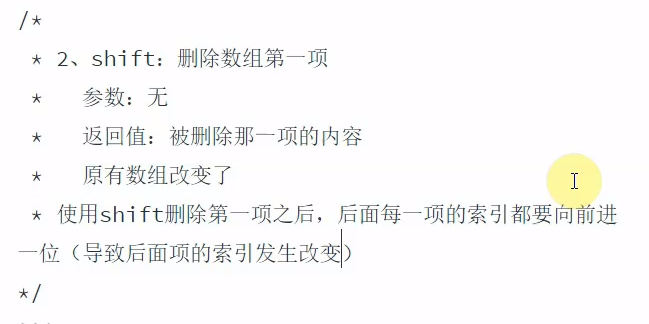 /*
* 2、shift：删除数组第一项
* 参数：无
* 返回值：被删除那一项的内容
* 原有数组改变了
* 使用shift删除第一项之后，后面每一项的索引都要向前进
一位（导致后面项的索引发生改变）
*/